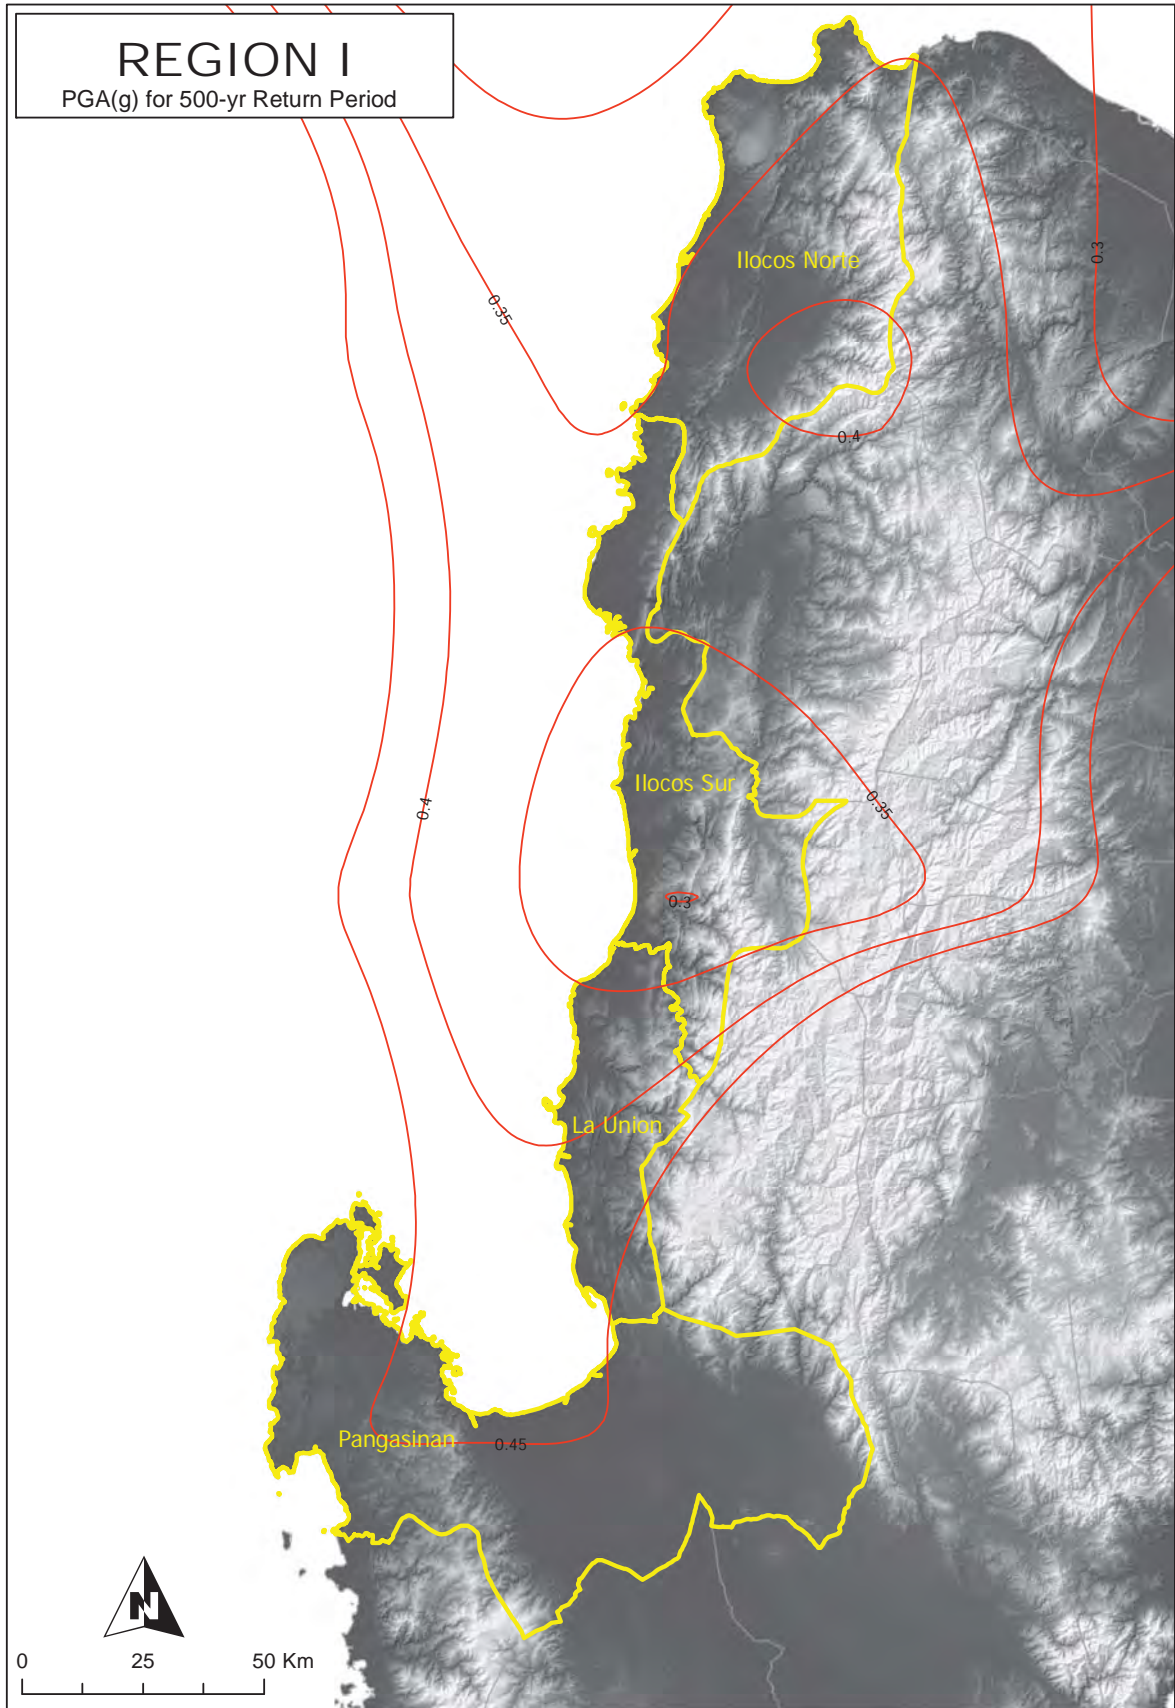 REGION I
PGA(g) for 500-yr Return Period
Ilocos Norte
0.3
0.35
0.4
Ilocos Sur
0.4
0.35
0.3
La Union
Pangasinan
0.45
N
0 25 50 Km